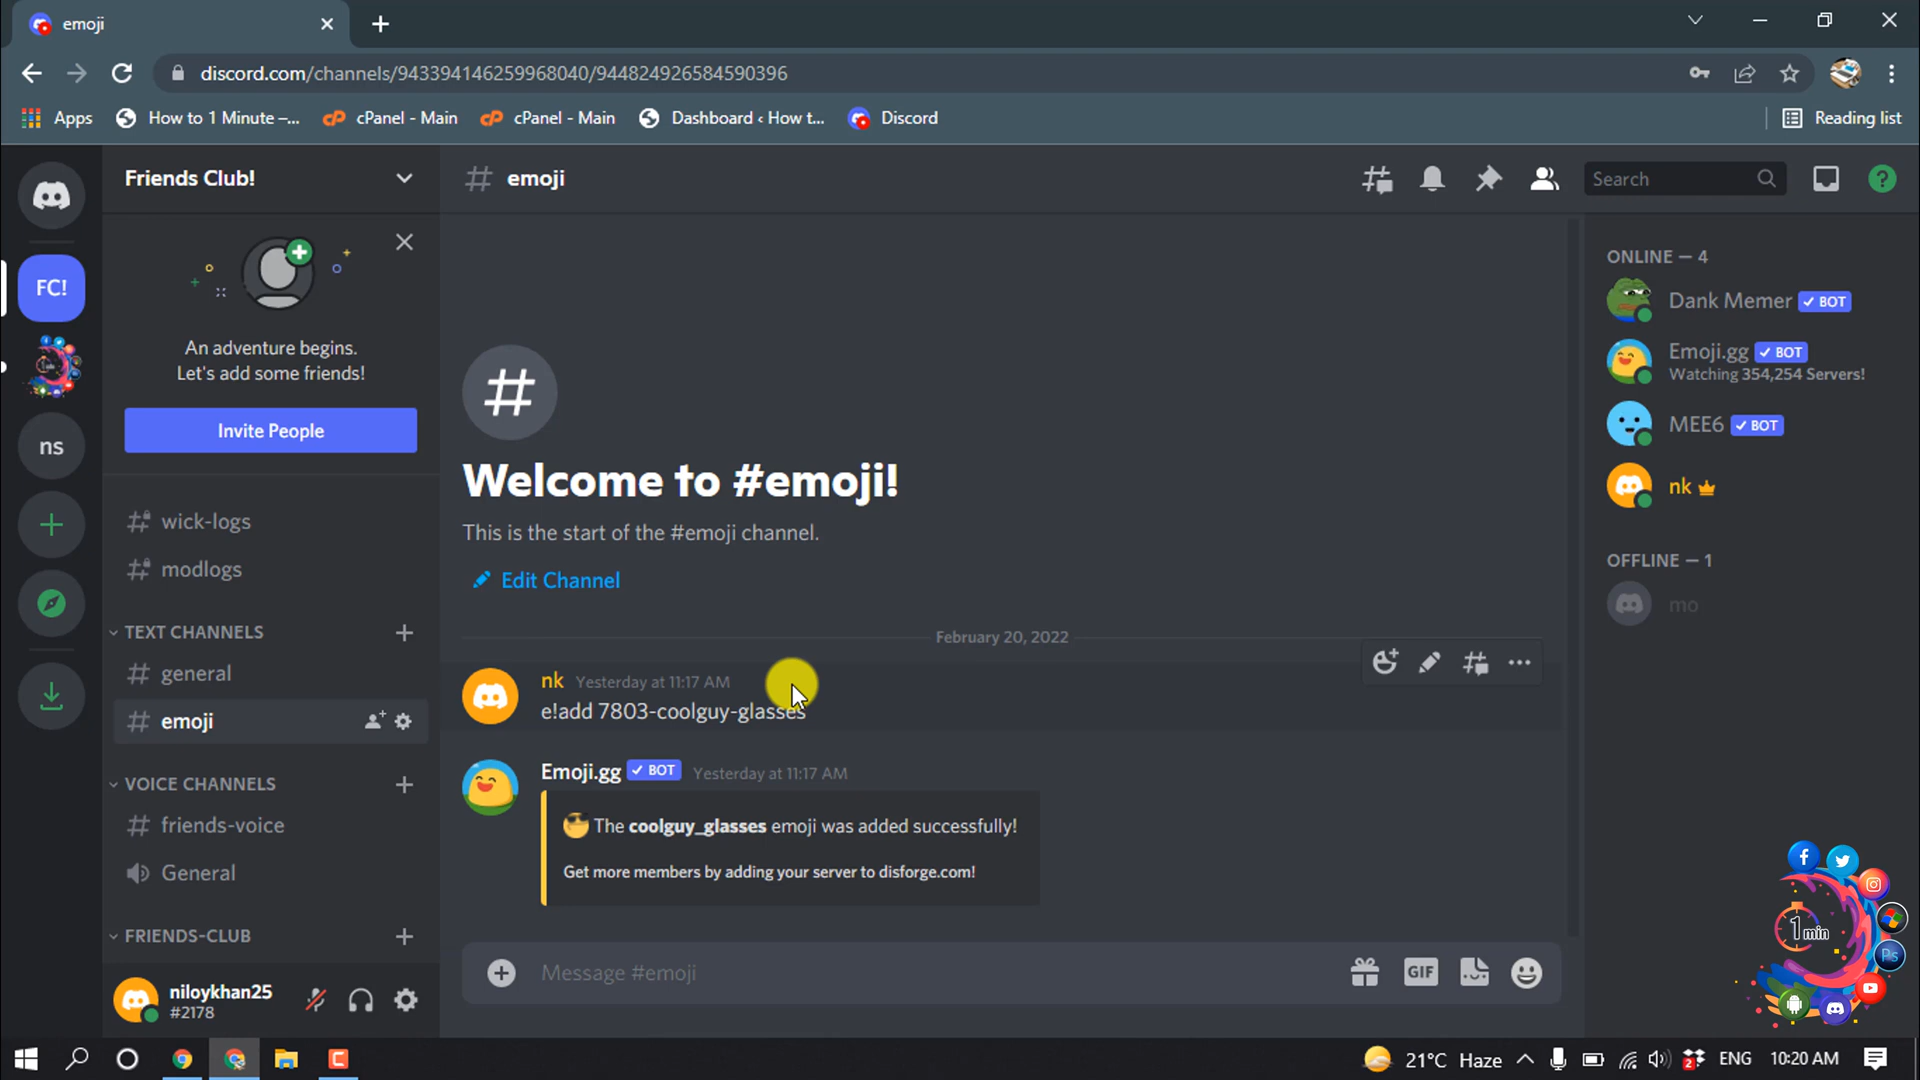 emoji
discord.com/channels/943394146259968040/944824926584590396
Apps
How to 1 Minute –...
cPanel - Main
cPanel - Main
Dashboard ‹ How t...
Discord
Reading list
Friends Club!
emoji
Search
FC!
ns
An adventure begins.
Let's add some friends!
Invite People
wick-logs
modlogs
TEXT CHANNELS
general
emoji
VOICE CHANNELS
friends-voice
General
FRIENDS-CLUB
niloykhan25
#2178
Welcome to #emoji!
This is the start of the #emoji channel.
Edit Channel
February 20, 2022
nk Yesterday at 11:17 AM
e!add 7803-coolguy-glasses
Emoji.gg BOT Yesterday at 11:17 AM
The coolguy_glasses emoji was added successfully!
Get more members by adding your server to disforge.com!
Message #emoji
GIF
ONLINE — 4
Dank Memer BOT
Emoji.gg BOT
Watching 354,254 Servers!
MEE6 BOT
nk
OFFLINE — 1
mo
1 min
Ps
21°C Haze
2
ENG
10:20 AM